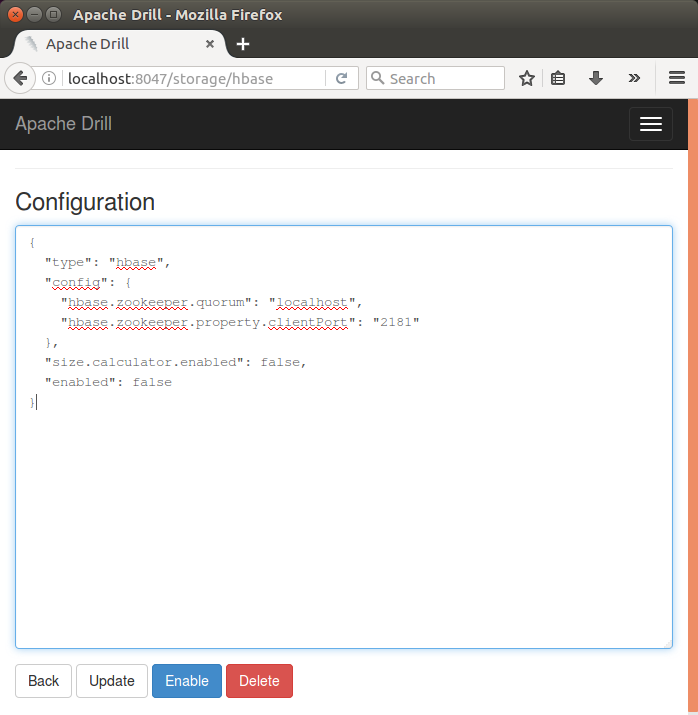 Apache Drill - Mozilla Firefox
Apache Drill
localhost:8047/storage/hbase
Search
Apache Drill
Configuration
{
  "type": "hbase",
  "config": {
    "hbase.zookeeper.quorum": "localhost",
    "hbase.zookeeper.property.clientPort": "2181"
  },
  "size.calculator.enabled": false,
  "enabled": false
}
Back Update Enable Delete